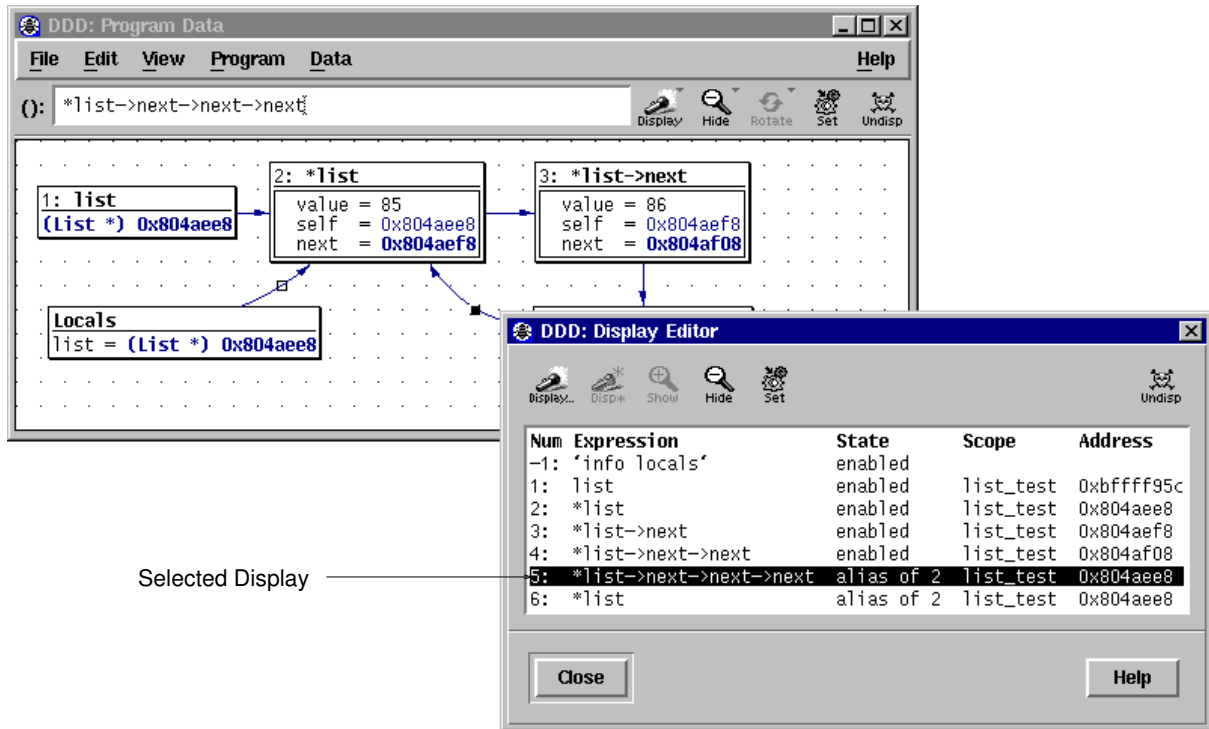 DDD: Program Data
File Edit View Program Data Help
(): *list->next->next->next
Display Hide Rotate Set Undisp
1: list
(List *) 0x804aee8
2: *list
value = 85
self = 0x804aee8
next = 0x804aef8
3: *list->next
value = 86
self = 0x804aef8
next = 0x804af08
Locals
list = (List *) 0x804aee8
DDD: Display Editor
Display... Disp* Show Hide Set Undisp
Num Expression State Scope Address
-1: ‘info locals‘ enabled
1: list enabled list_test 0xbffff95c
2: *list enabled list_test 0x804aee8
3: *list->next enabled list_test 0x804aef8
4: *list->next->next enabled list_test 0x804af08
5: *list->next->next->next alias of 2 list_test 0x804aee8
6: *list alias of 2 list_test 0x804aee8
Selected Display
Close Help